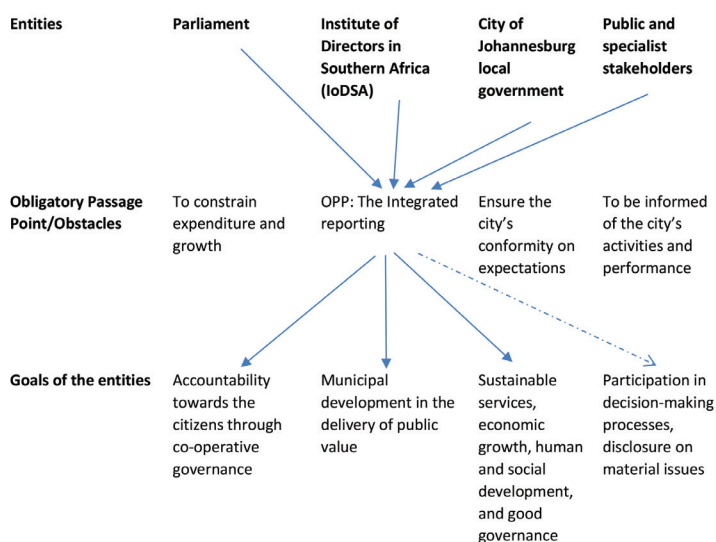 Entities
Parliament
Institute of
Directors in
Southern Africa
(IoDSA)
City of
Johannesburg
local
government
Public and
specialist
stakeholders
Obligatory Passage
Point/Obstacles
To constrain
expenditure and
growth
OPP: The Integrated
reporting
Ensure the
city's
conformity on
expectations
To be informed
of the city's
activities and
performance
Goals of the entities
Accountability
towards the
citizens through
co-operative
governance
Municipal
development in the
delivery of public
value
Sustainable
services,
economic
growth, human
and social
development,
and good
governance
Participation in
decision-making
processes,
disclosure on
material issues